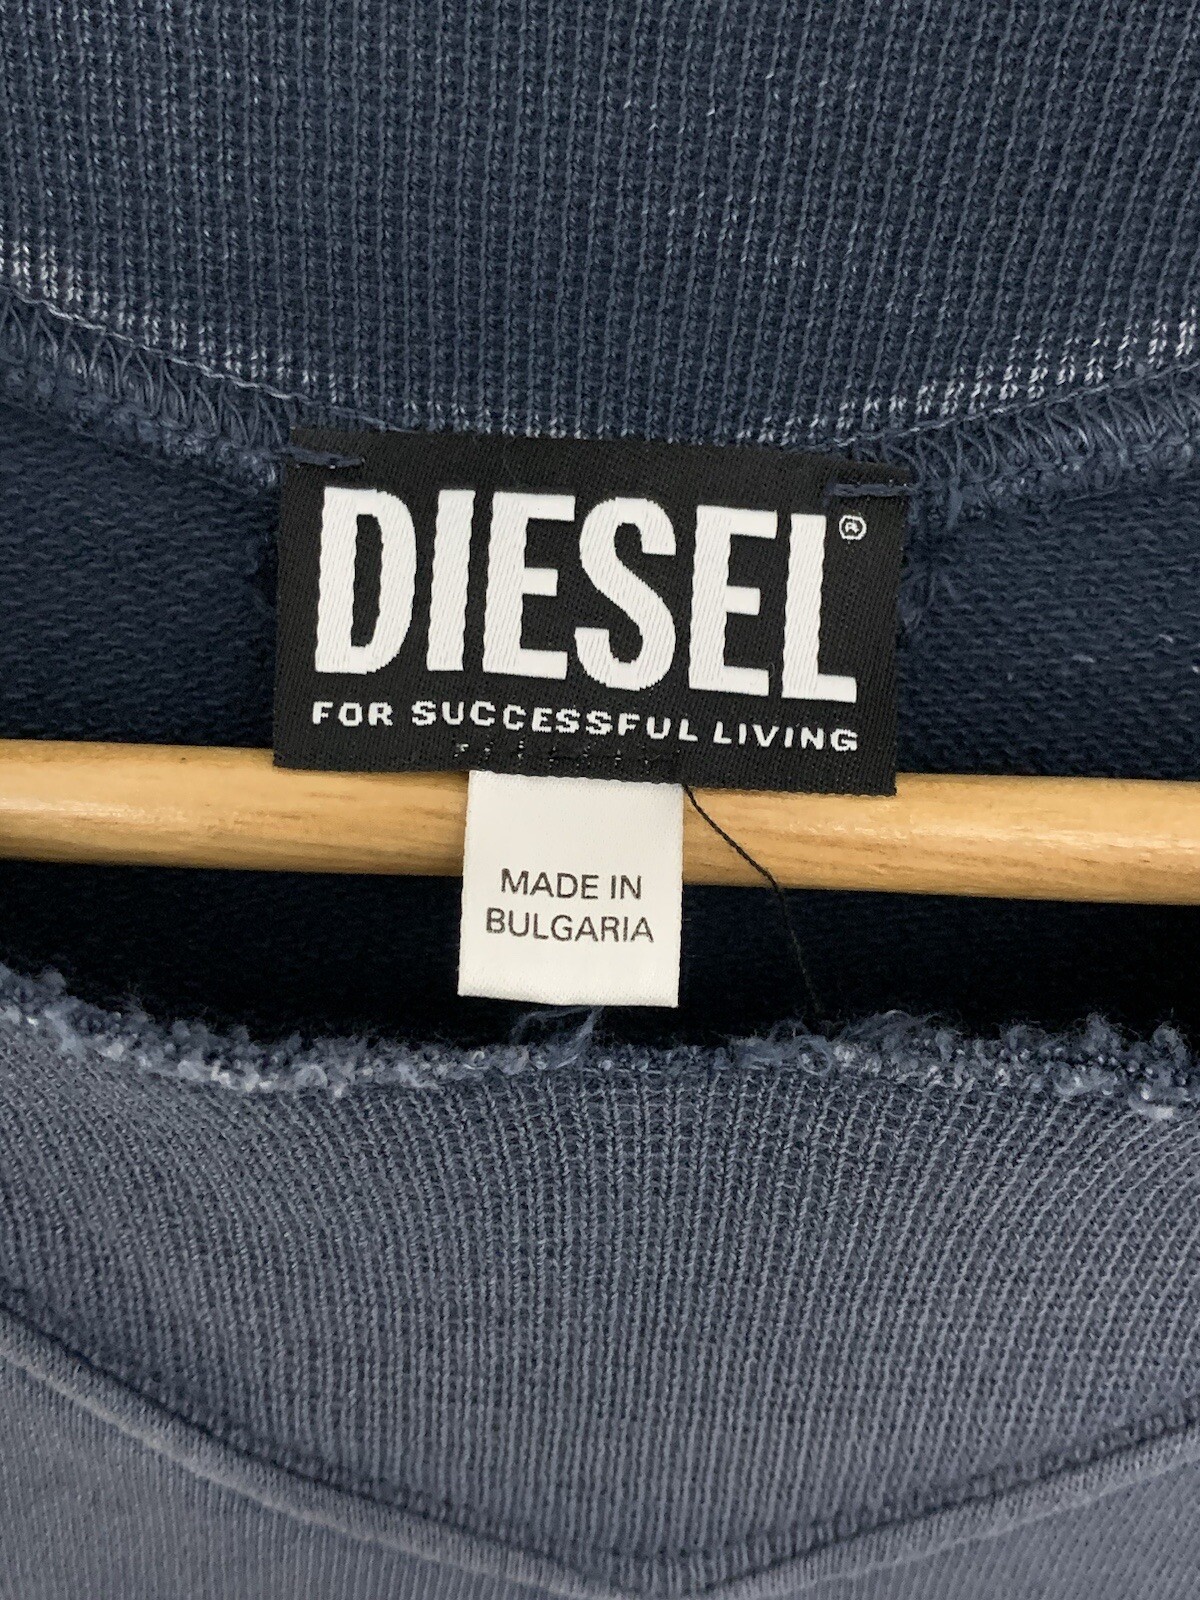 DIESEL®
FOR SUCCESSFUL LIVING
MADE IN
BULGARIA